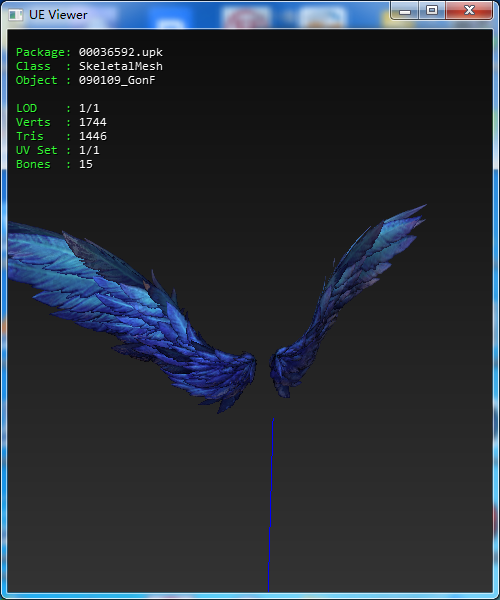 UE Viewer
Package: 00036592.upk
Class : SkeletalMesh
Object : 090109_GonF
LOD : 1/1
Verts : 1744
Tris : 1446
UV Set : 1/1
Bones : 15